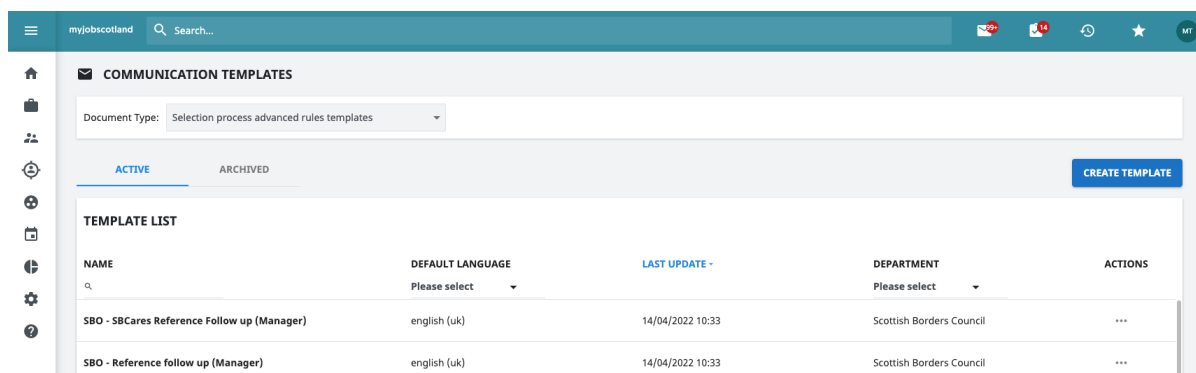 myjobscotland Search... 99+ 14 MT
COMMUNICATION TEMPLATES
Document Type: Selection process advanced rules templates
ACTIVE ARCHIVED CREATE TEMPLATE
TEMPLATE LIST
NAME DEFAULT LANGUAGE LAST UPDATE DEPARTMENT ACTIONS
Please select Please select
SBO - SBCares Reference Follow up (Manager) english (uk) 14/04/2022 10:33 Scottish Borders Council ...
SBO - Reference follow up (Manager) english (uk) 14/04/2022 10:33 Scottish Borders Council ...